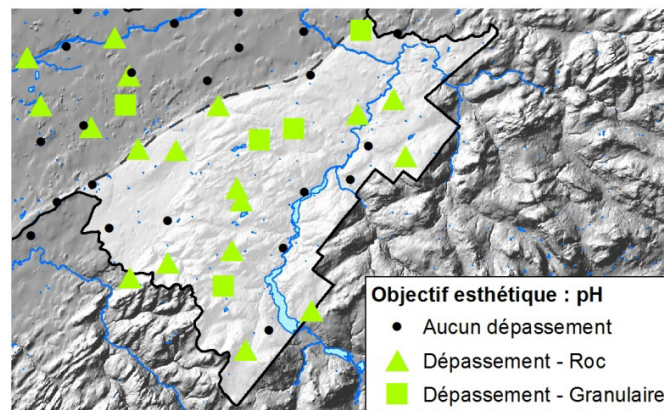 Objectif esthétique : pH
Aucun dépassement
Dépassement - Roc
Dépassement - Granulaire